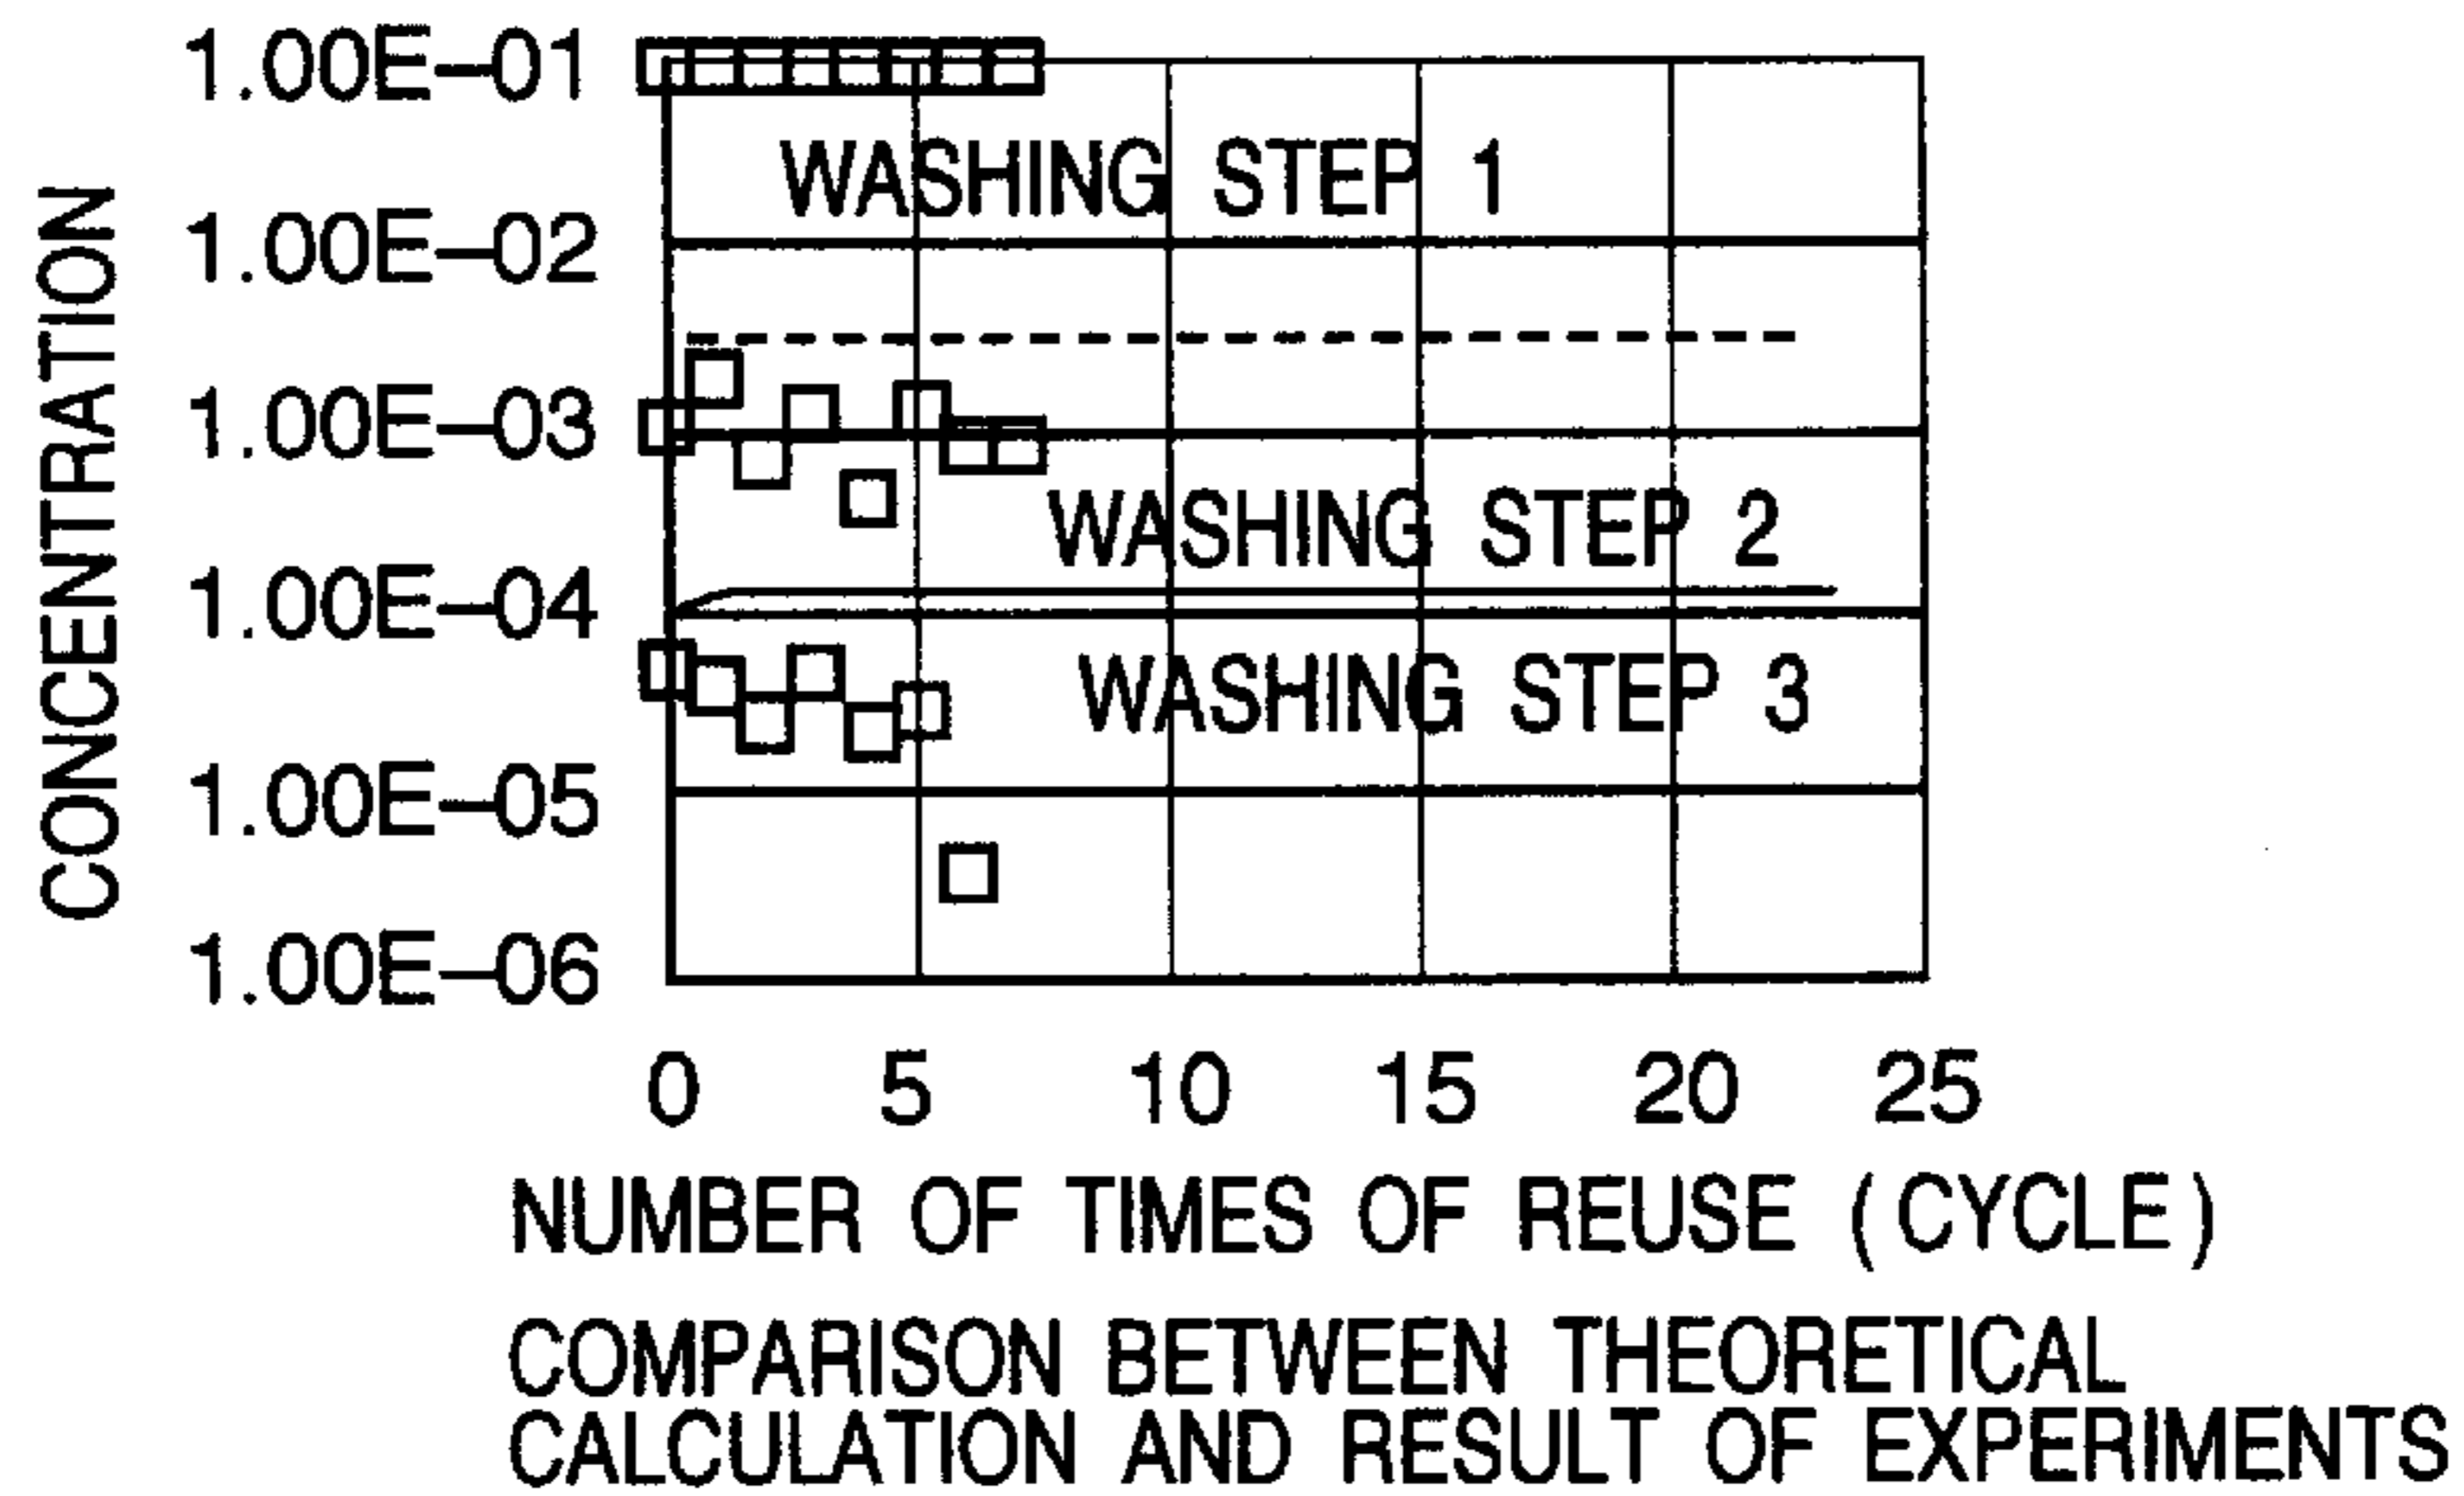 CONCENTRATION
1.00E-01
1.00E-02
1.00E-03
1.00E-04
1.00E-05
1.00E-06
WASHING STEP 1
WASHING STEP 2
WASHING STEP 3
0 5 10 15 20 25
NUMBER OF TIMES OF REUSE (CYCLE)
COMPARISON BETWEEN THEORETICAL
CALCULATION AND RESULT OF EXPERIMENTS